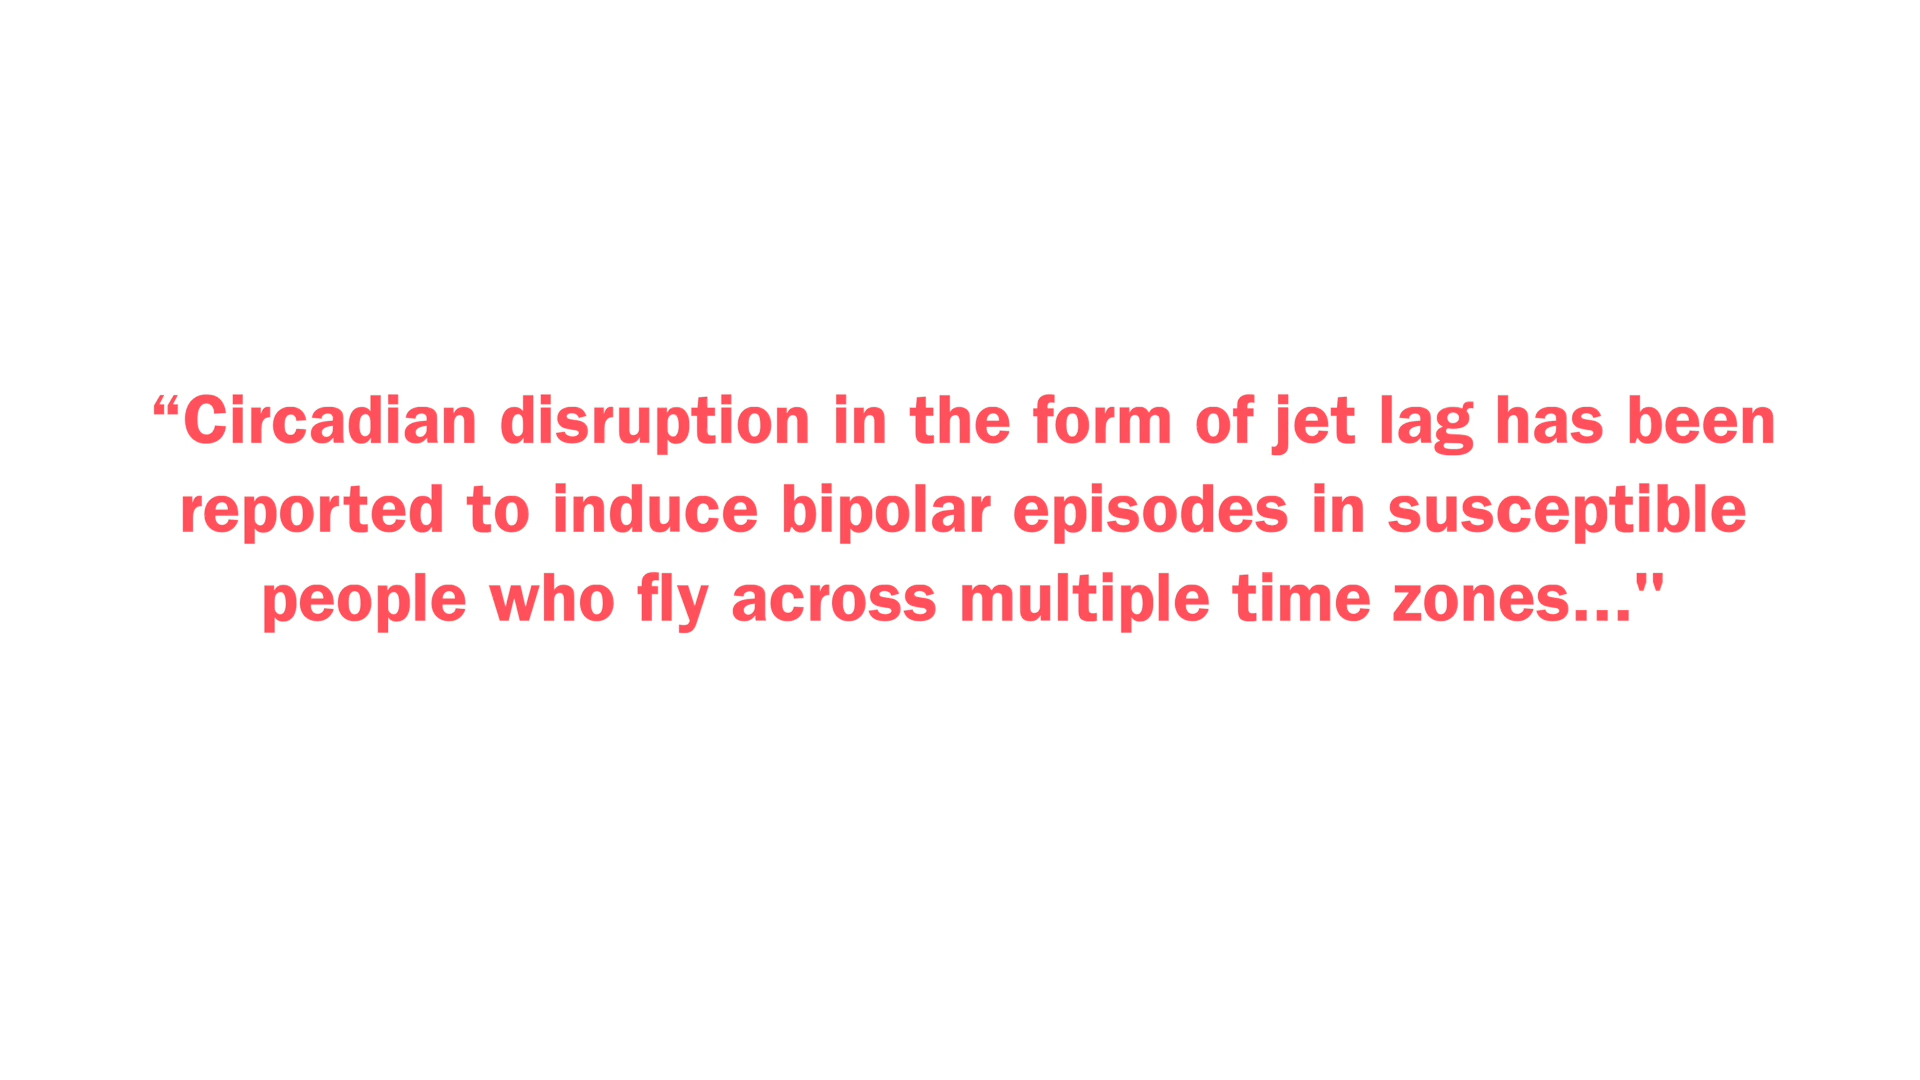 “Circadian disruption in the form of jet lag has been
reported to induce bipolar episodes in susceptible
people who fly across multiple time zones..."